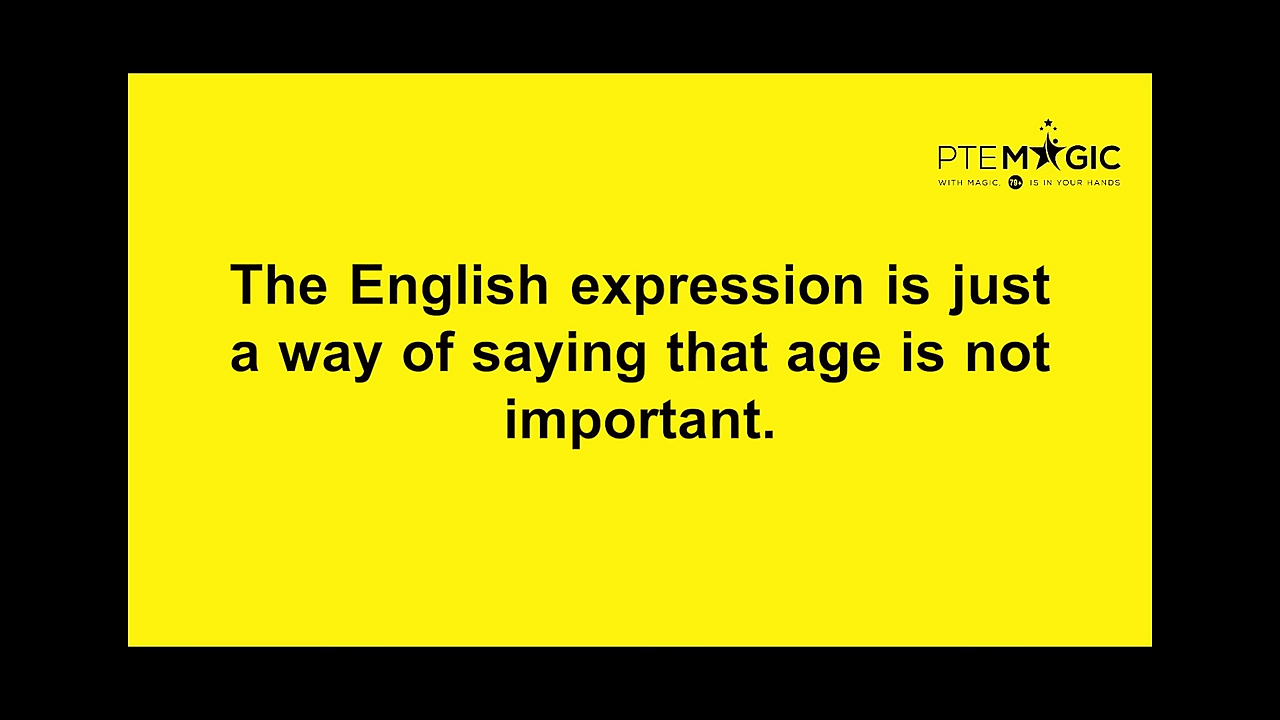 PTEMAGIC
WITH MAGIC, 79+ IS IN YOUR HANDS
The English expression is just
a way of saying that age is not
important.